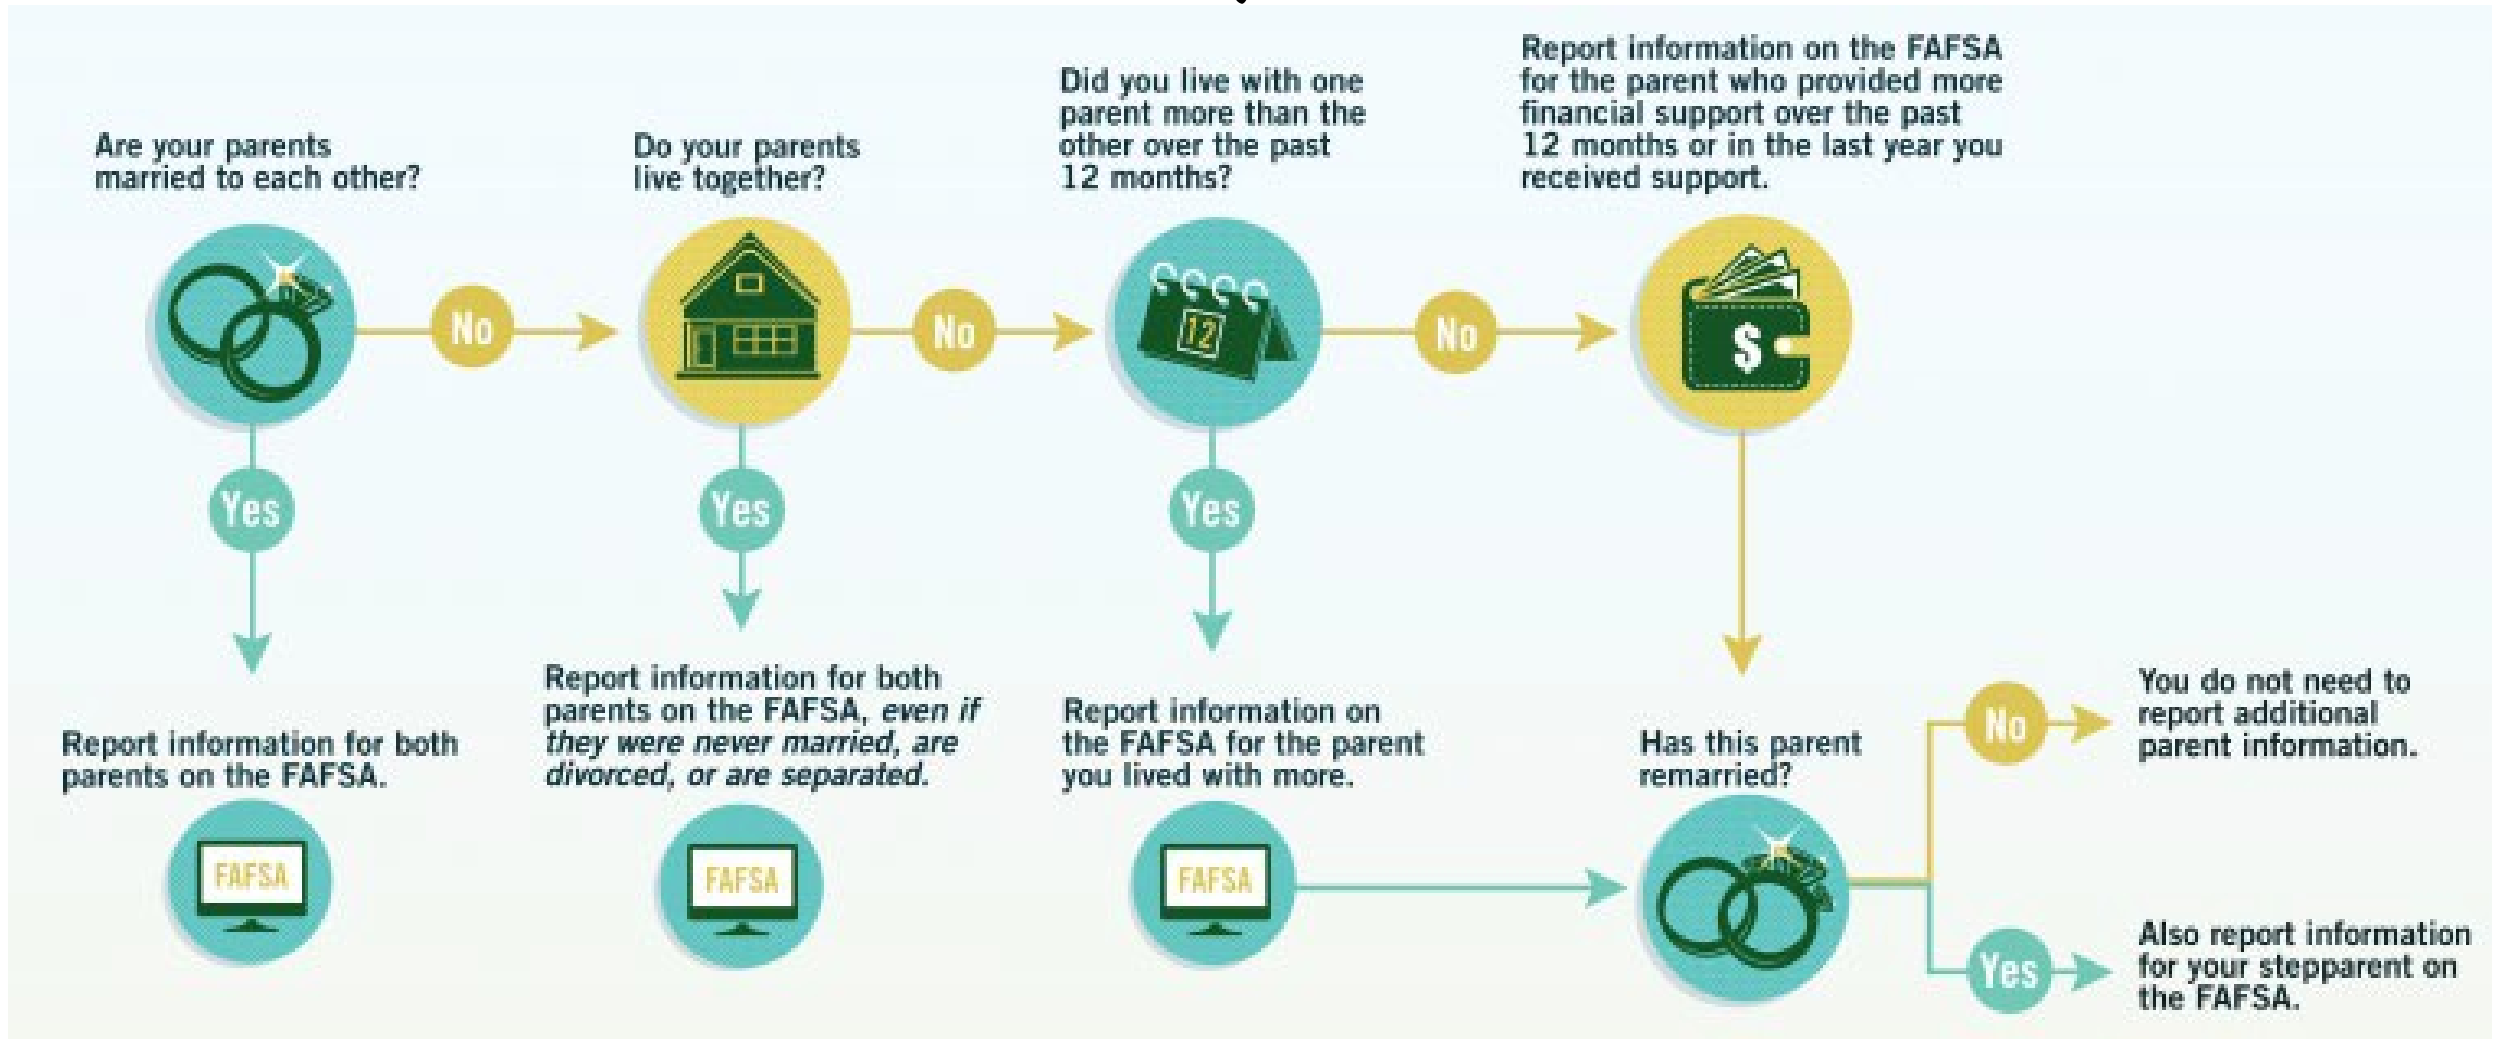 Are your parents
married to each other?
No
Do your parents
live together?
No
Did you live with one
parent more than the
other over the past
12 months?
12
No
Report information on the FAFSA
for the parent who provided more
financial support over the past
12 months or in the last year you
received support.
$
Yes
Yes
Yes
Report information for both
parents on the FAFSA.
FAFSA
Report information for both
parents on the FAFSA, even if
they were never married, are
divorced, or are separated.
FAFSA
Report information on
the FAFSA for the parent
you lived with more.
FAFSA
Has this parent
remarried?
No
You do not need to
report additional
parent information.
Yes
Also report information
for your stepparent on
the FAFSA.